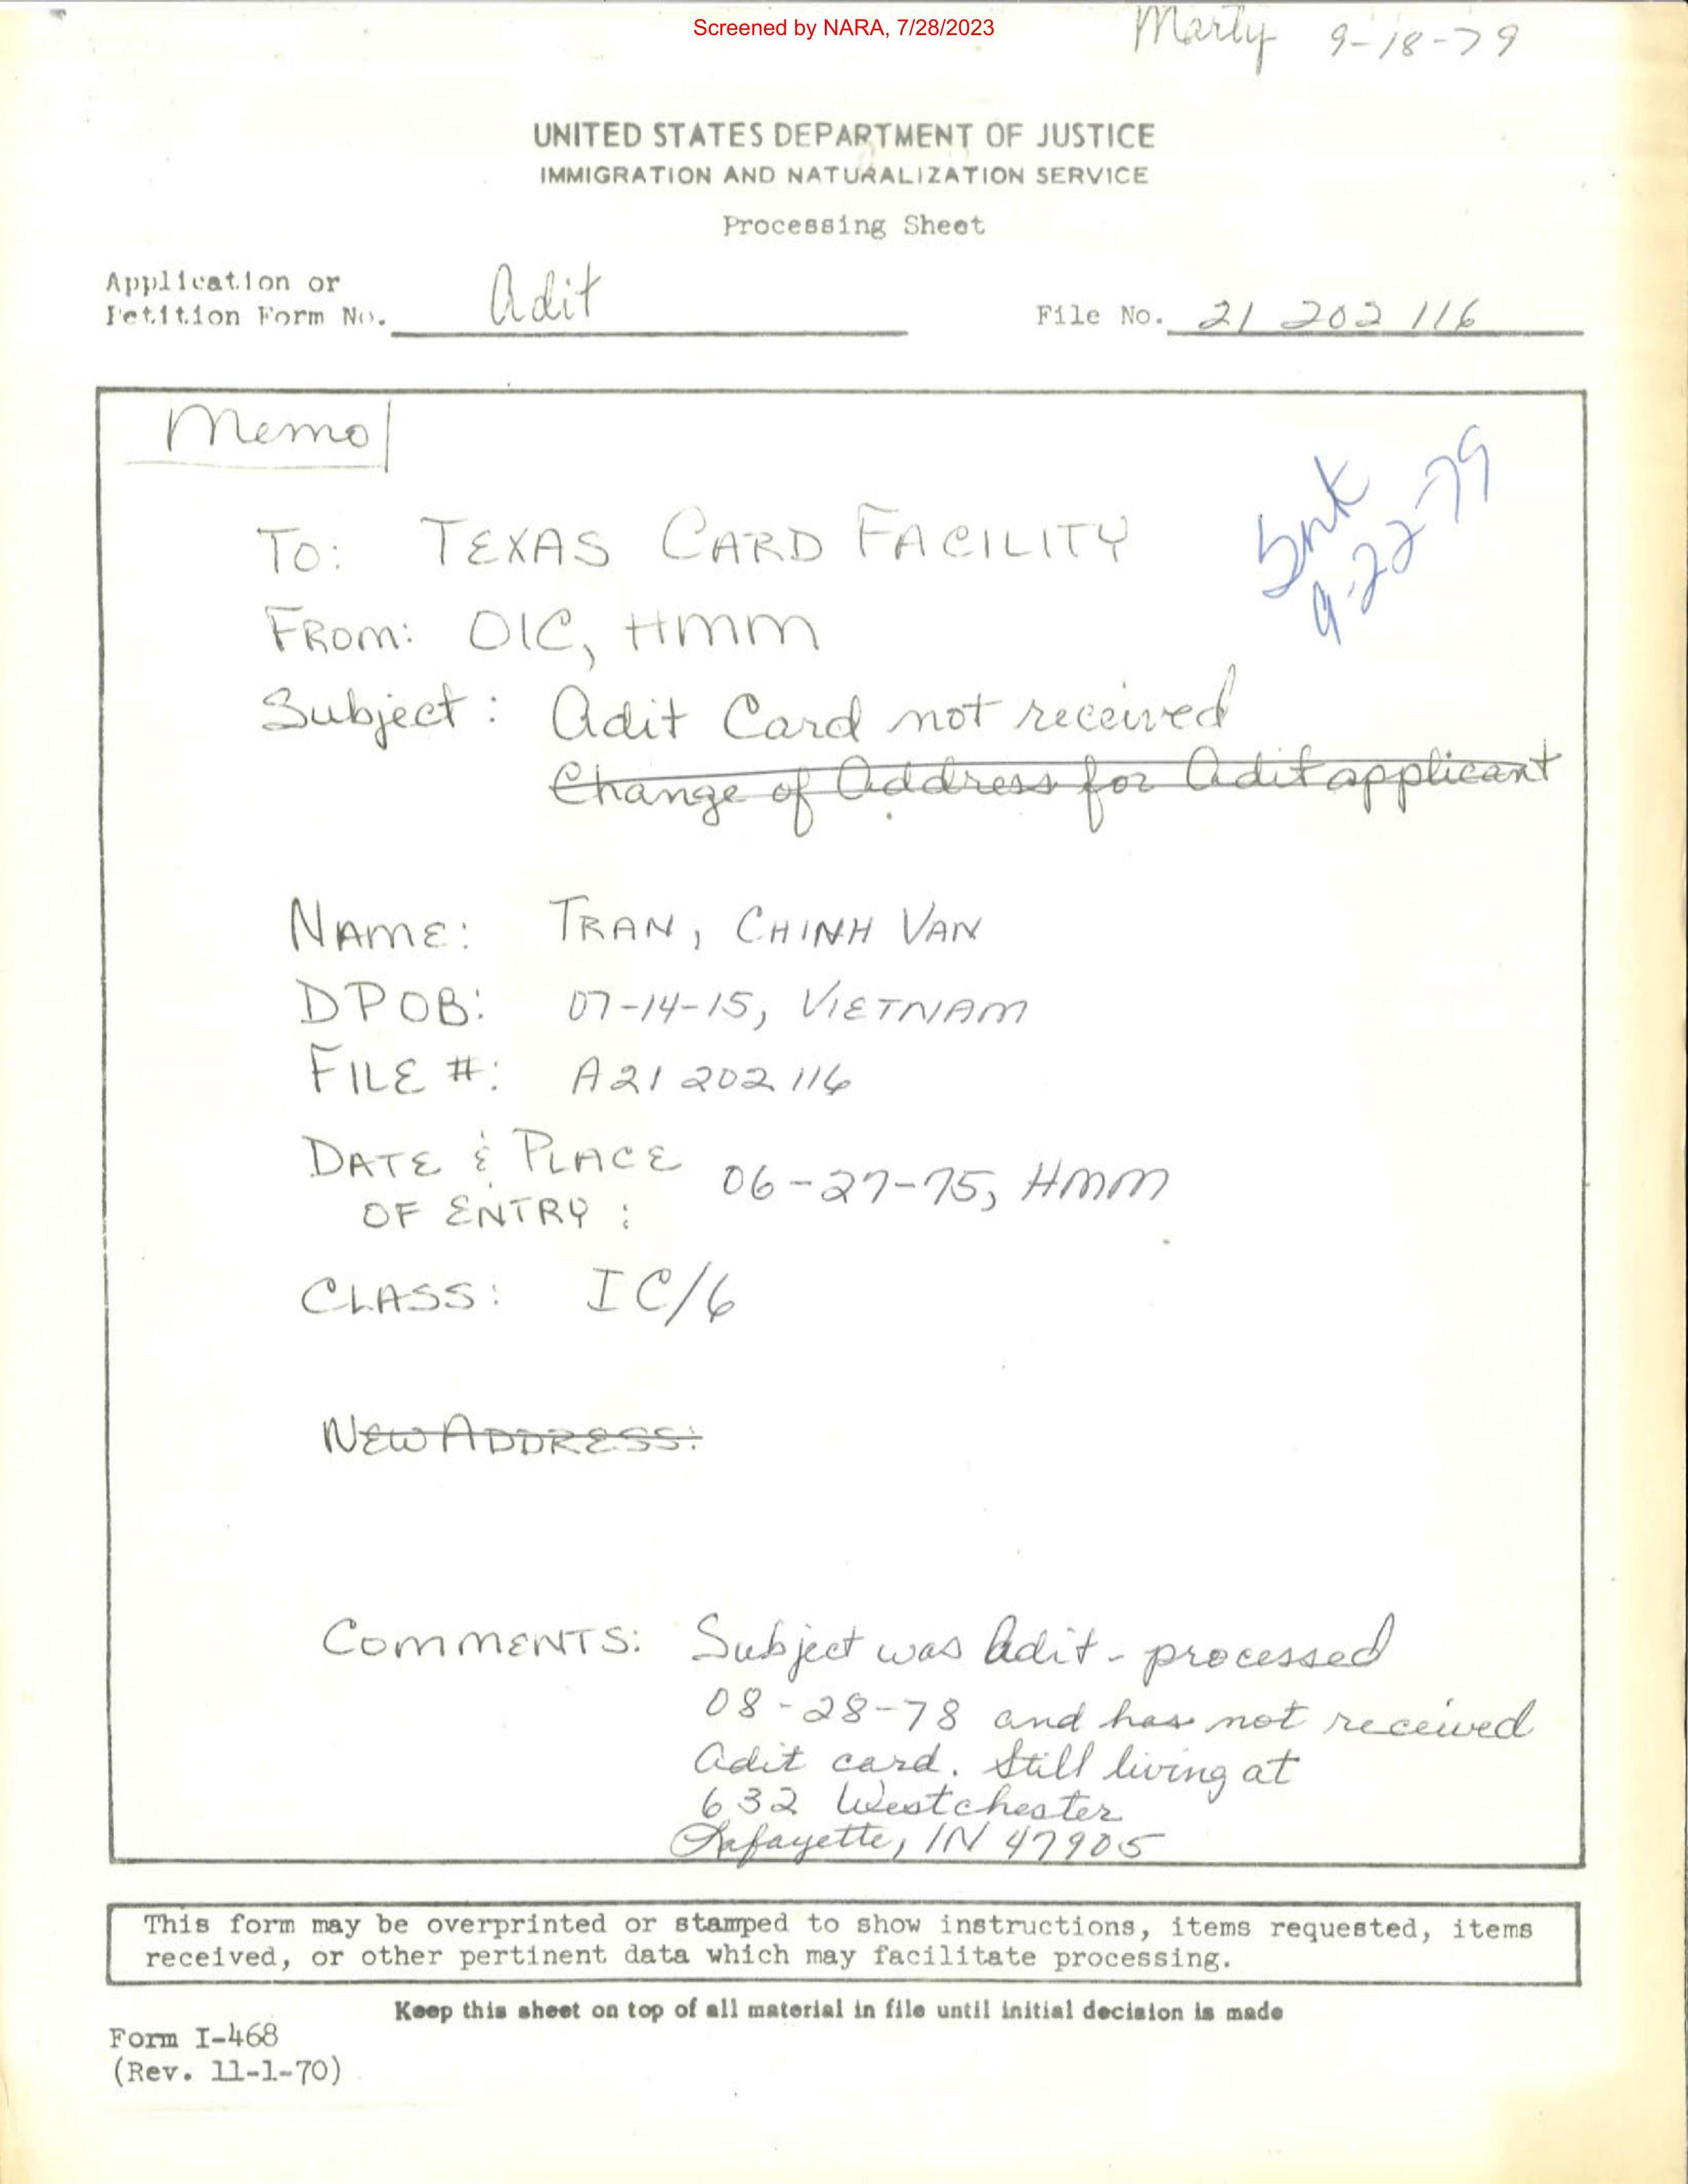 Screened by NARA, 7/28/2023
Marty 9-18-79
UNITED STATES DEPARTMENT OF JUSTICE
IMMIGRATION AND NATURALIZATION SERVICE
Processing Sheet
Application or
Petition Form No. Adit
File No. 21 202 116
Memo
9-22-79
TO: TEXAS CARD FACILITY
FROM: OIC, HMM
Subject: Adit Card not received
Change of Address for Adit applicant
NAME: TRAN, CHINH VAN
DPOB: 07-14-15, VIETNAM
FILE #: A21 202 116
DATE & PLACE
OF ENTRY: 06-27-75, HMM
CLASS: IC/6
NEW ADDRESS:
COMMENTS: Subject was Adit-processed
08-28-78 and has not received
Adit card. Still living at
632 Westchester
Lafayette, IN 47905
This form may be overprinted or stamped to show instructions, items requested, items
received, or other pertinent data which may facilitate processing.
Keep this sheet on top of all material in file until initial decision is made
Form I-468
(Rev. 11-1-70)